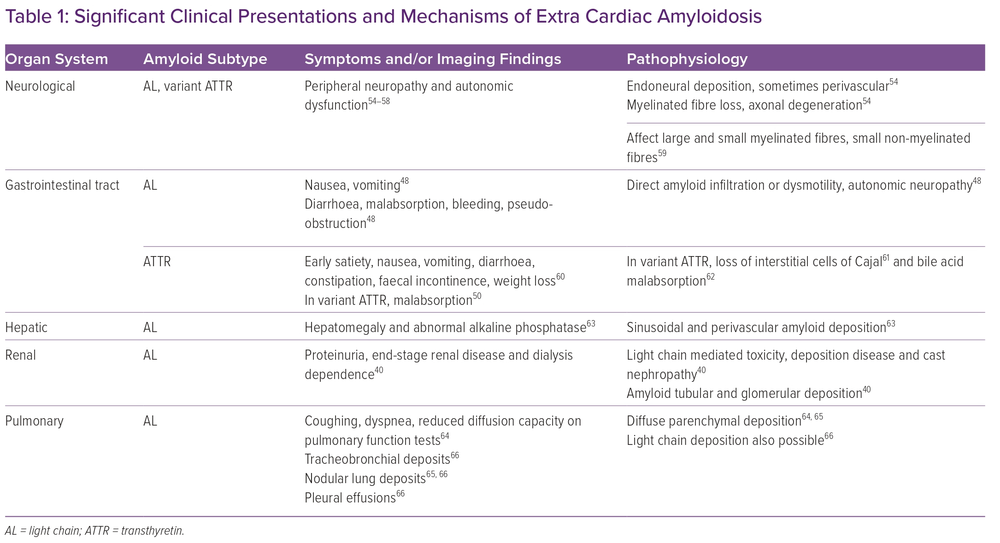 Table 1: Significant Clinical Presentations and Mechanisms of Extra Cardiac Amyloidosis
Organ System Amyloid Subtype Symptoms and/or Imaging Findings Pathophysiology
Neurological AL, variant ATTR Peripheral neuropathy and autonomic Endoneural deposition, sometimes perivascular54
dysfunction54–58 Myelinated fibre loss, axonal degeneration54
Affect large and small myelinated fibres, small non-myelinated
fibres59
Gastrointestinal tract AL Nausea, vomiting48 Direct amyloid infiltration or dysmotility, autonomic neuropathy48
Diarrhoea, malabsorption, bleeding, pseudo-
obstruction48
ATTR Early satiety, nausea, vomiting, diarrhoea, In variant ATTR, loss of interstitial cells of Cajal61 and bile acid
constipation, faecal incontinence, weight loss60 malabsorption62
In variant ATTR, malabsorption50
Hepatic AL Hepatomegaly and abnormal alkaline phosphatase63 Sinusoidal and perivascular amyloid deposition63
Renal AL Proteinuria, end-stage renal disease and dialysis Light chain mediated toxicity, deposition disease and cast
dependence40 nephropathy40
Amyloid tubular and glomerular deposition40
Pulmonary AL Coughing, dyspnea, reduced diffusion capacity on Diffuse parenchymal deposition64, 65
pulmonary function tests64 Light chain deposition also possible66
Tracheobronchial deposits66
Nodular lung deposits65, 66
Pleural effusions66
AL = light chain; ATTR = transthyretin.